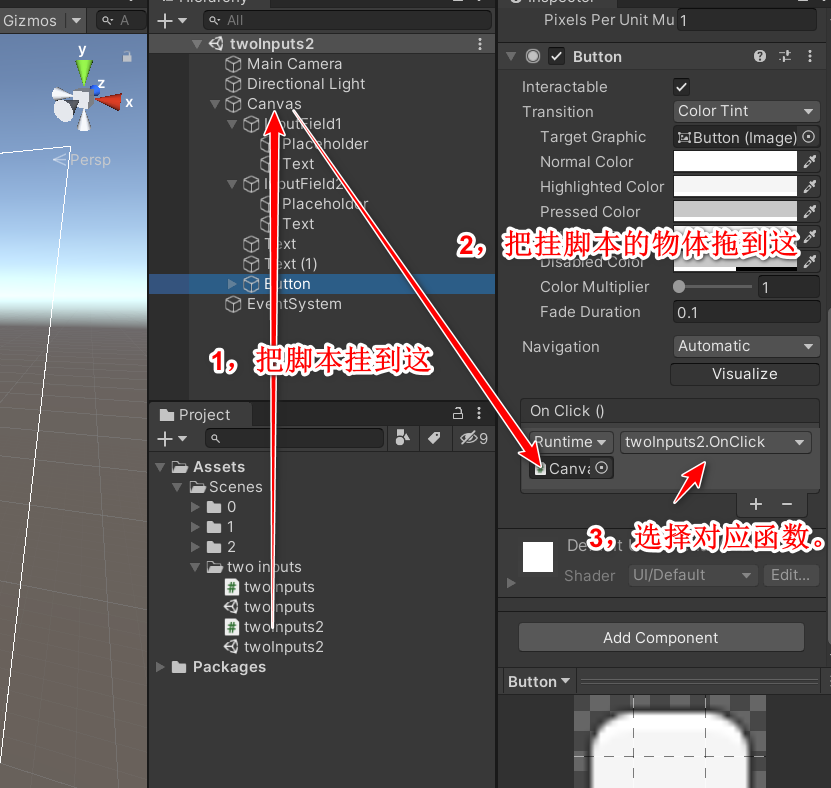 Gizmos
A
All
twoInputs2
Main Camera
Directional Light
Canvas
InputField1
Placeholder
Text
InputField2
Placeholder
Text
Text
Text (1)
Button
EventSystem
y
z
x
Persp
1，把脚本挂到这
Project
9
Assets
Scenes
0
1
2
two inputs
twoInputs
twoInputs
twoInputs2
twoInputs2
Packages
Pixels Per Unit Mu 1
Button
Interactable
Transition Color Tint
Target Graphic Button (Image)
Normal Color
Highlighted Color
Pressed Color
2，把挂脚本的物体拖到这
Disabled Color
Color Multiplier 1
Fade Duration 0.1
Navigation Automatic
Visualize
On Click ()
Runtime twoInputs2.OnClick
Canva
3，选择对应函数。
Shader UI/Default Edit...
Add Component
Button